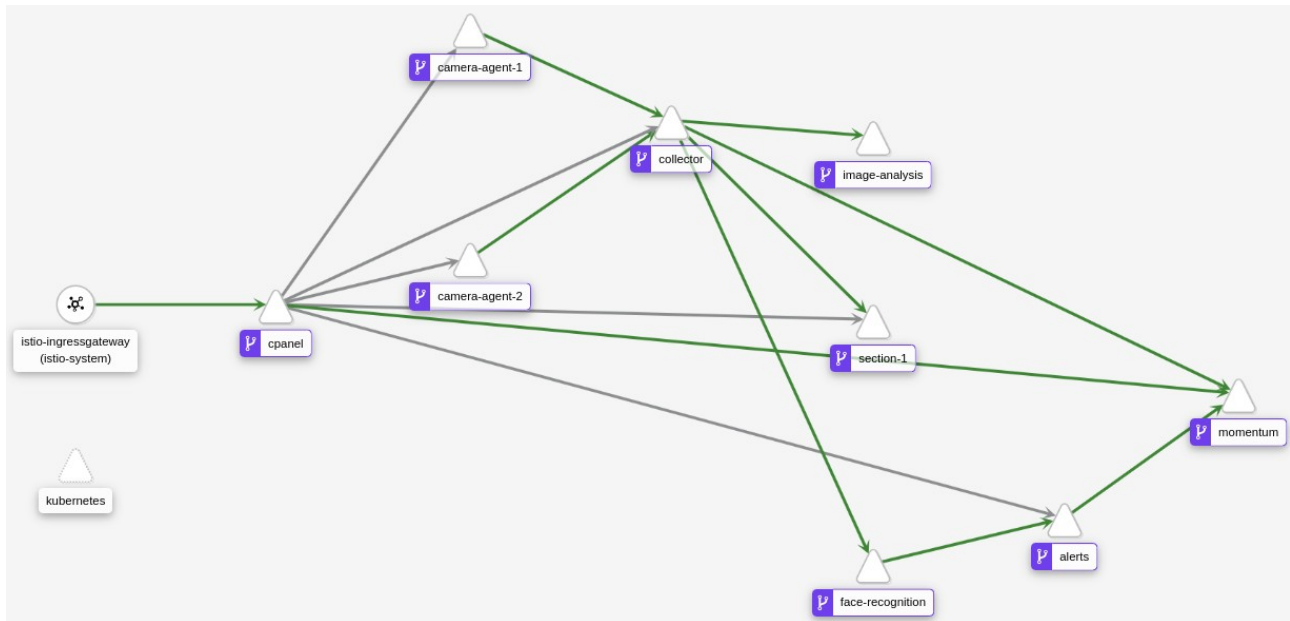 camera-agent-1
collector
image-analysis
camera-agent-2
istio-ingressgateway
(istio-system)
cpanel
section-1
momentum
kubernetes
alerts
face-recognition